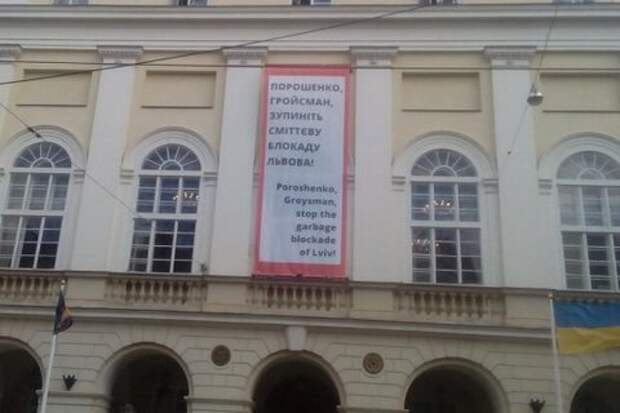 ПОРОШЕНКО,
ГРОЙСМАН,
ЗУПИНІТЬ
СМІТТЄВУ
БЛОКАДУ
ЛЬВОВА!
Poroshenko,
Groysman,
stop the
garbage
blockade
of Lviv!